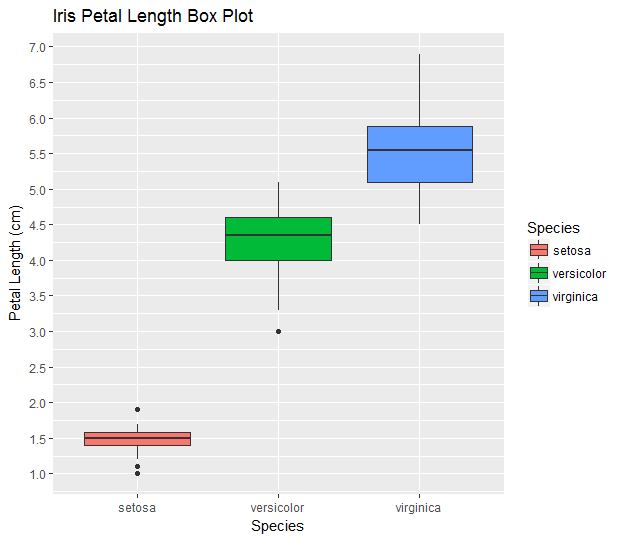 Iris Petal Length Box Plot
Petal Length (cm)
7.0
6.5
6.0
5.5
5.0
4.5
4.0
3.5
3.0
2.5
2.0
1.5
1.0
setosa versicolor virginica
Species
Species
setosa
versicolor
virginica